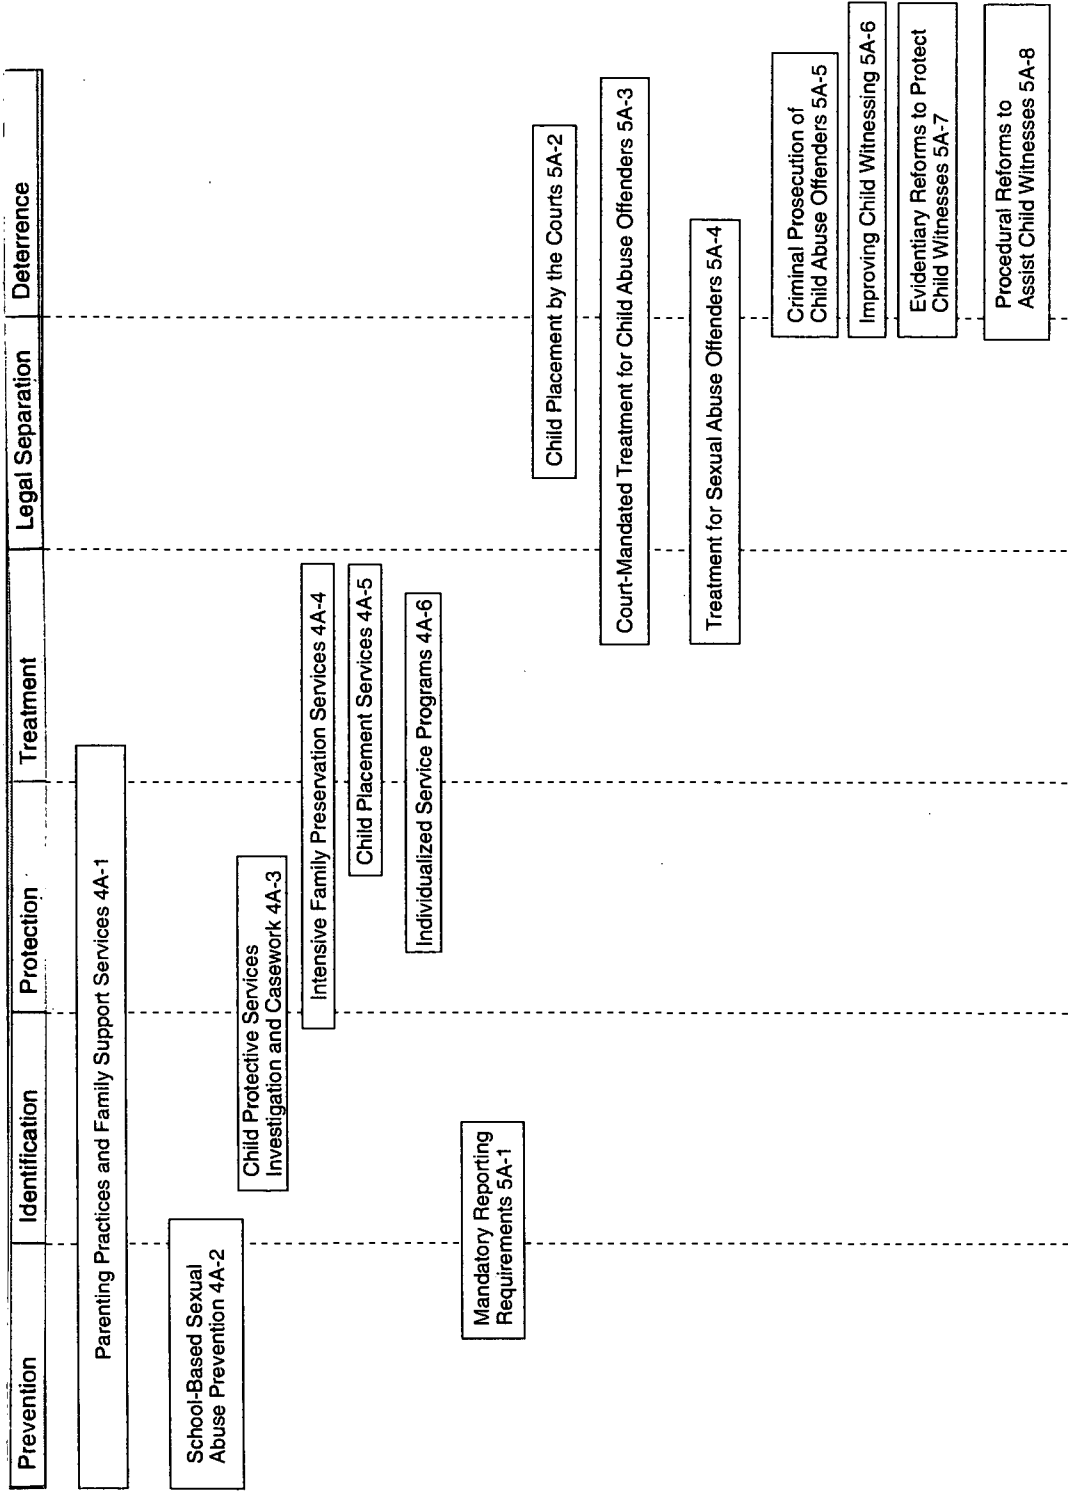 Prevention
Identification
Protection
Treatment
Legal Separation
Deterrence
Parenting Practices and Family Support Services 4A-1
School-Based Sexual
Abuse Prevention 4A-2
Child Protective Services
Investigation and Casework 4A-3
Intensive Family Preservation Services 4A-4
Child Placement Services 4A-5
Individualized Service Programs 4A-6
Mandatory Reporting
Requirements 5A-1
Child Placement by the Courts 5A-2
Court-Mandated Treatment for Child Abuse Offenders 5A-3
Treatment for Sexual Abuse Offenders 5A-4
Criminal Prosecution of
Child Abuse Offenders 5A-5
Improving Child Witnessing 5A-6
Evidentiary Reforms to Protect
Child Witnesses 5A-7
Procedural Reforms to
Assist Child Witnesses 5A-8